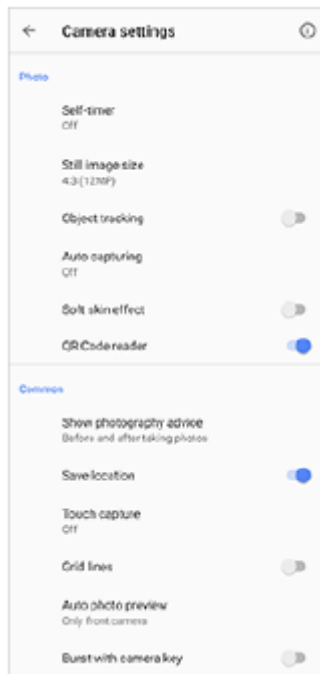 Camera settings
Photo
Self-timer
Off
Still image size
4:3 (12MP)
Object tracking
Auto capturing
Off
Soft skin effect
QR Code reader
Common
Show photography advice
Before and after taking photos
Save location
Touch capture
Off
Grid lines
Auto photo preview
Only front camera
Burst with camera key